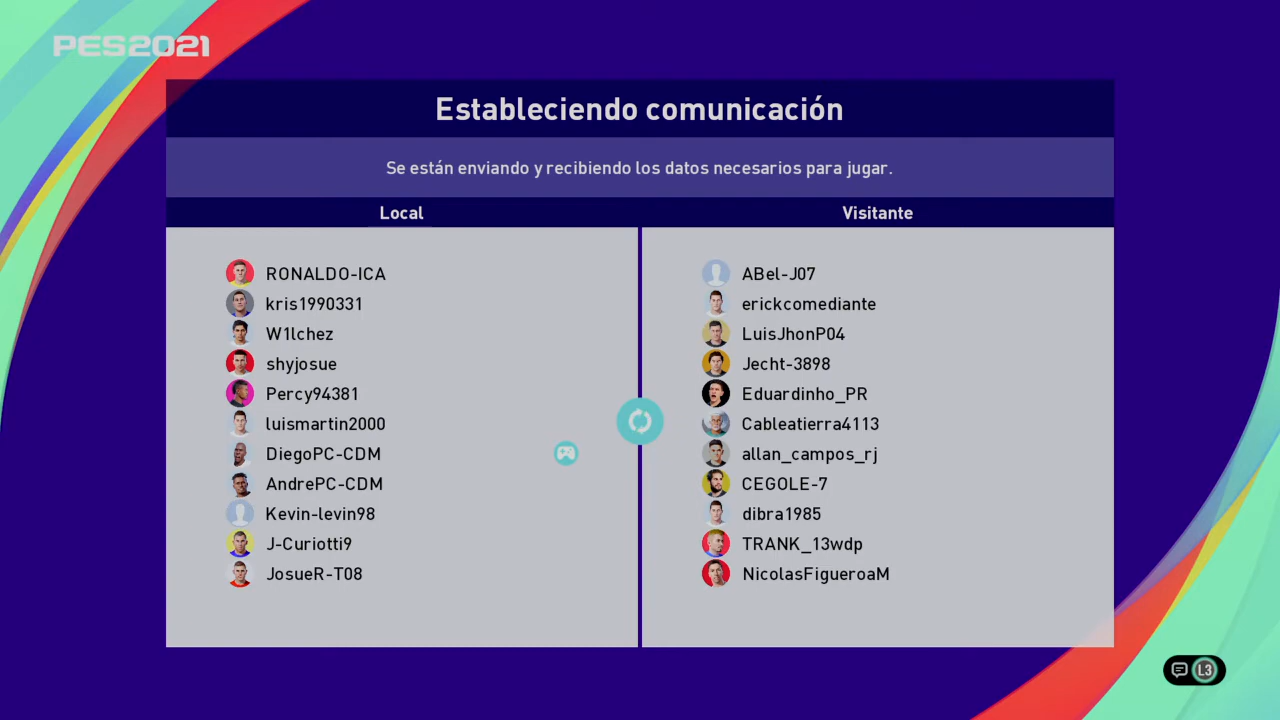 PES2021
Estableciendo comunicación
Se están enviando y recibiendo los datos necesarios para jugar.
Local
Visitante
RONALDO-ICA
kris1990331
W1lchez
shyjosue
Percy94381
luismartin2000
DiegoPC-CDM
AndrePC-CDM
Kevin-levin98
J-Curiotti9
JosueR-T08
ABel-J07
erickcomediante
LuisJhonP04
Jecht-3898
Eduardinho_PR
Cableatierra4113
allan_campos_rj
CEGOLE-7
dibra1985
TRANK_13wdp
NicolasFigueroaM
L3